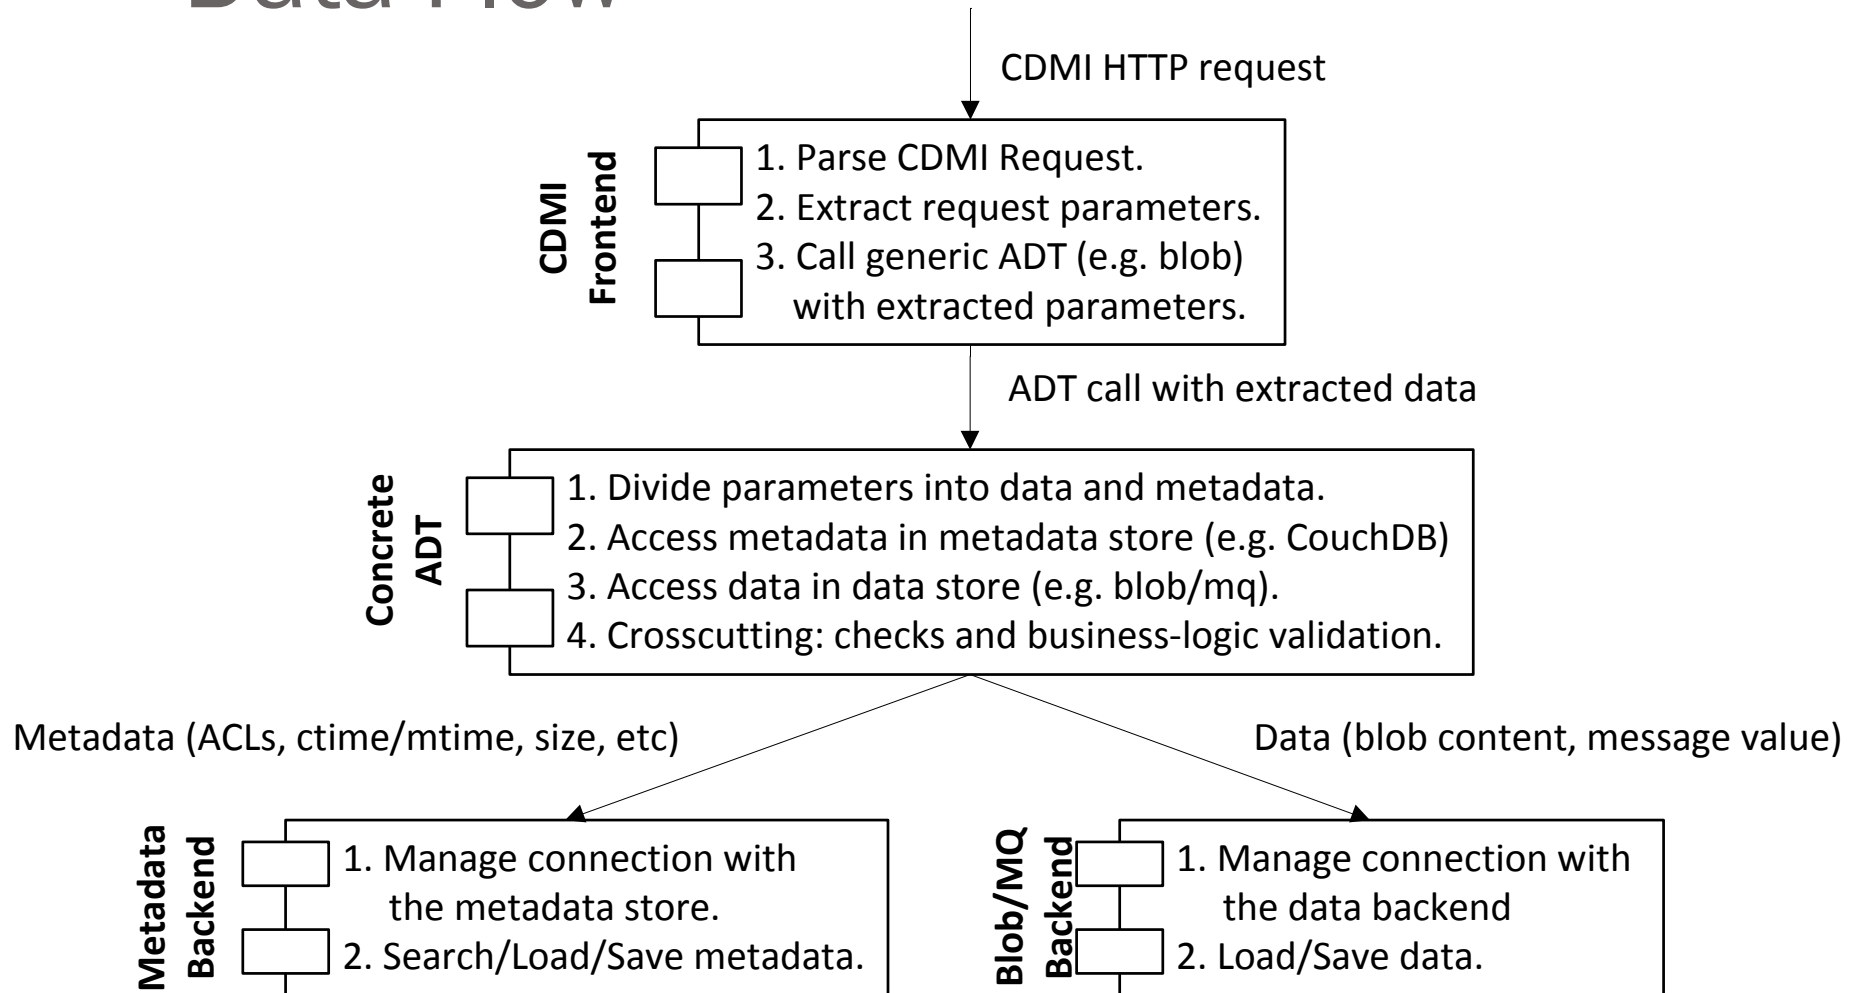 Data Flow
CDMI HTTP request
CDMI
Frontend
1. Parse CDMI Request.
2. Extract request parameters.
3. Call generic ADT (e.g. blob)
with extracted parameters.
ADT call with extracted data
Concrete
ADT
1. Divide parameters into data and metadata.
2. Access metadata in metadata store (e.g. CouchDB)
3. Access data in data store (e.g. blob/mq).
4. Crosscutting: checks and business-logic validation.
Metadata (ACLs, ctime/mtime, size, etc)
Data (blob content, message value)
Metadata
Backend
1. Manage connection with
the metadata store.
2. Search/Load/Save metadata.
Blob/MQ
Backend
1. Manage connection with
the data backend
2. Load/Save data.